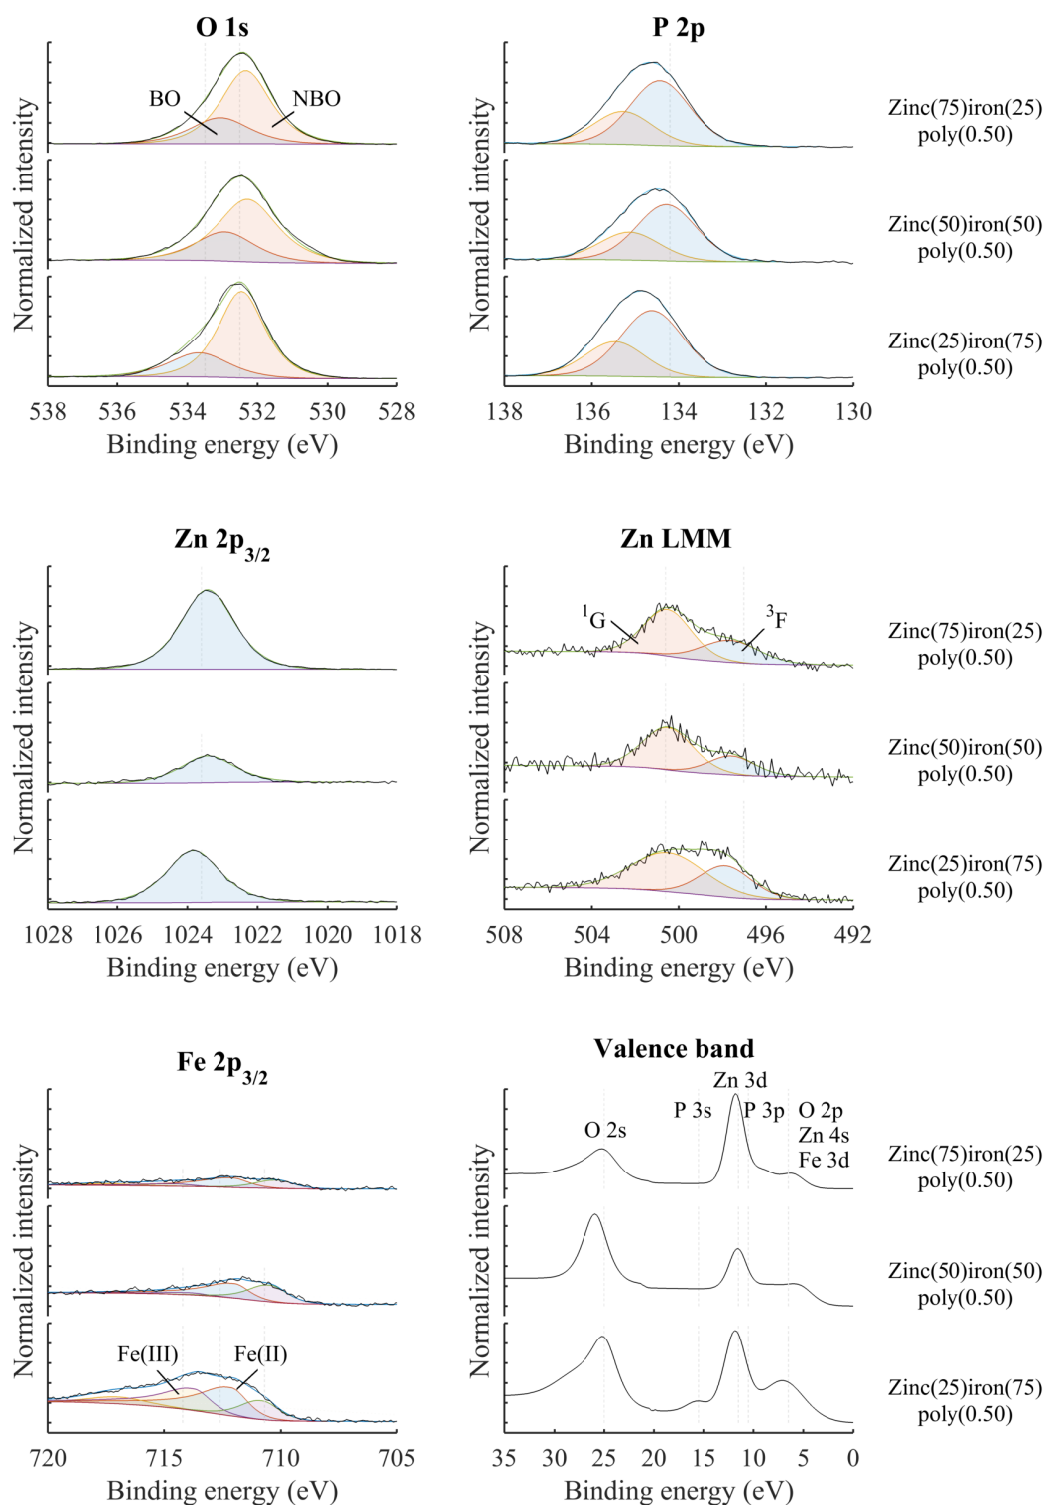 O 1s
P 2p
Normalized intensity
BO
NBO
Normalized intensity
Zinc(75)iron(25)
poly(0.50)
Zinc(50)iron(50)
poly(0.50)
Zinc(25)iron(75)
poly(0.50)
538 536 534 532 530 528
138 136 134 132 130
Binding energy (eV)
Binding energy (eV)
Zn 2p3/2
Zn LMM
Normalized intensity
Normalized intensity
1G
3F
Zinc(75)iron(25)
poly(0.50)
Zinc(50)iron(50)
poly(0.50)
Zinc(25)iron(75)
poly(0.50)
1028 1026 1024 1022 1020 1018
508 504 500 496 492
Binding energy (eV)
Binding energy (eV)
Fe 2p3/2
Valence band
Normalized intensity
Fe(III)
Fe(II)
Normalized intensity
Zn 3d
P 3s
P 3p
O 2p
O 2s
Zn 4s
Fe 3d
Zinc(75)iron(25)
poly(0.50)
Zinc(50)iron(50)
poly(0.50)
Zinc(25)iron(75)
poly(0.50)
720 715 710 705
35 30 25 20 15 10 5 0
Binding energy (eV)
Binding energy (eV)